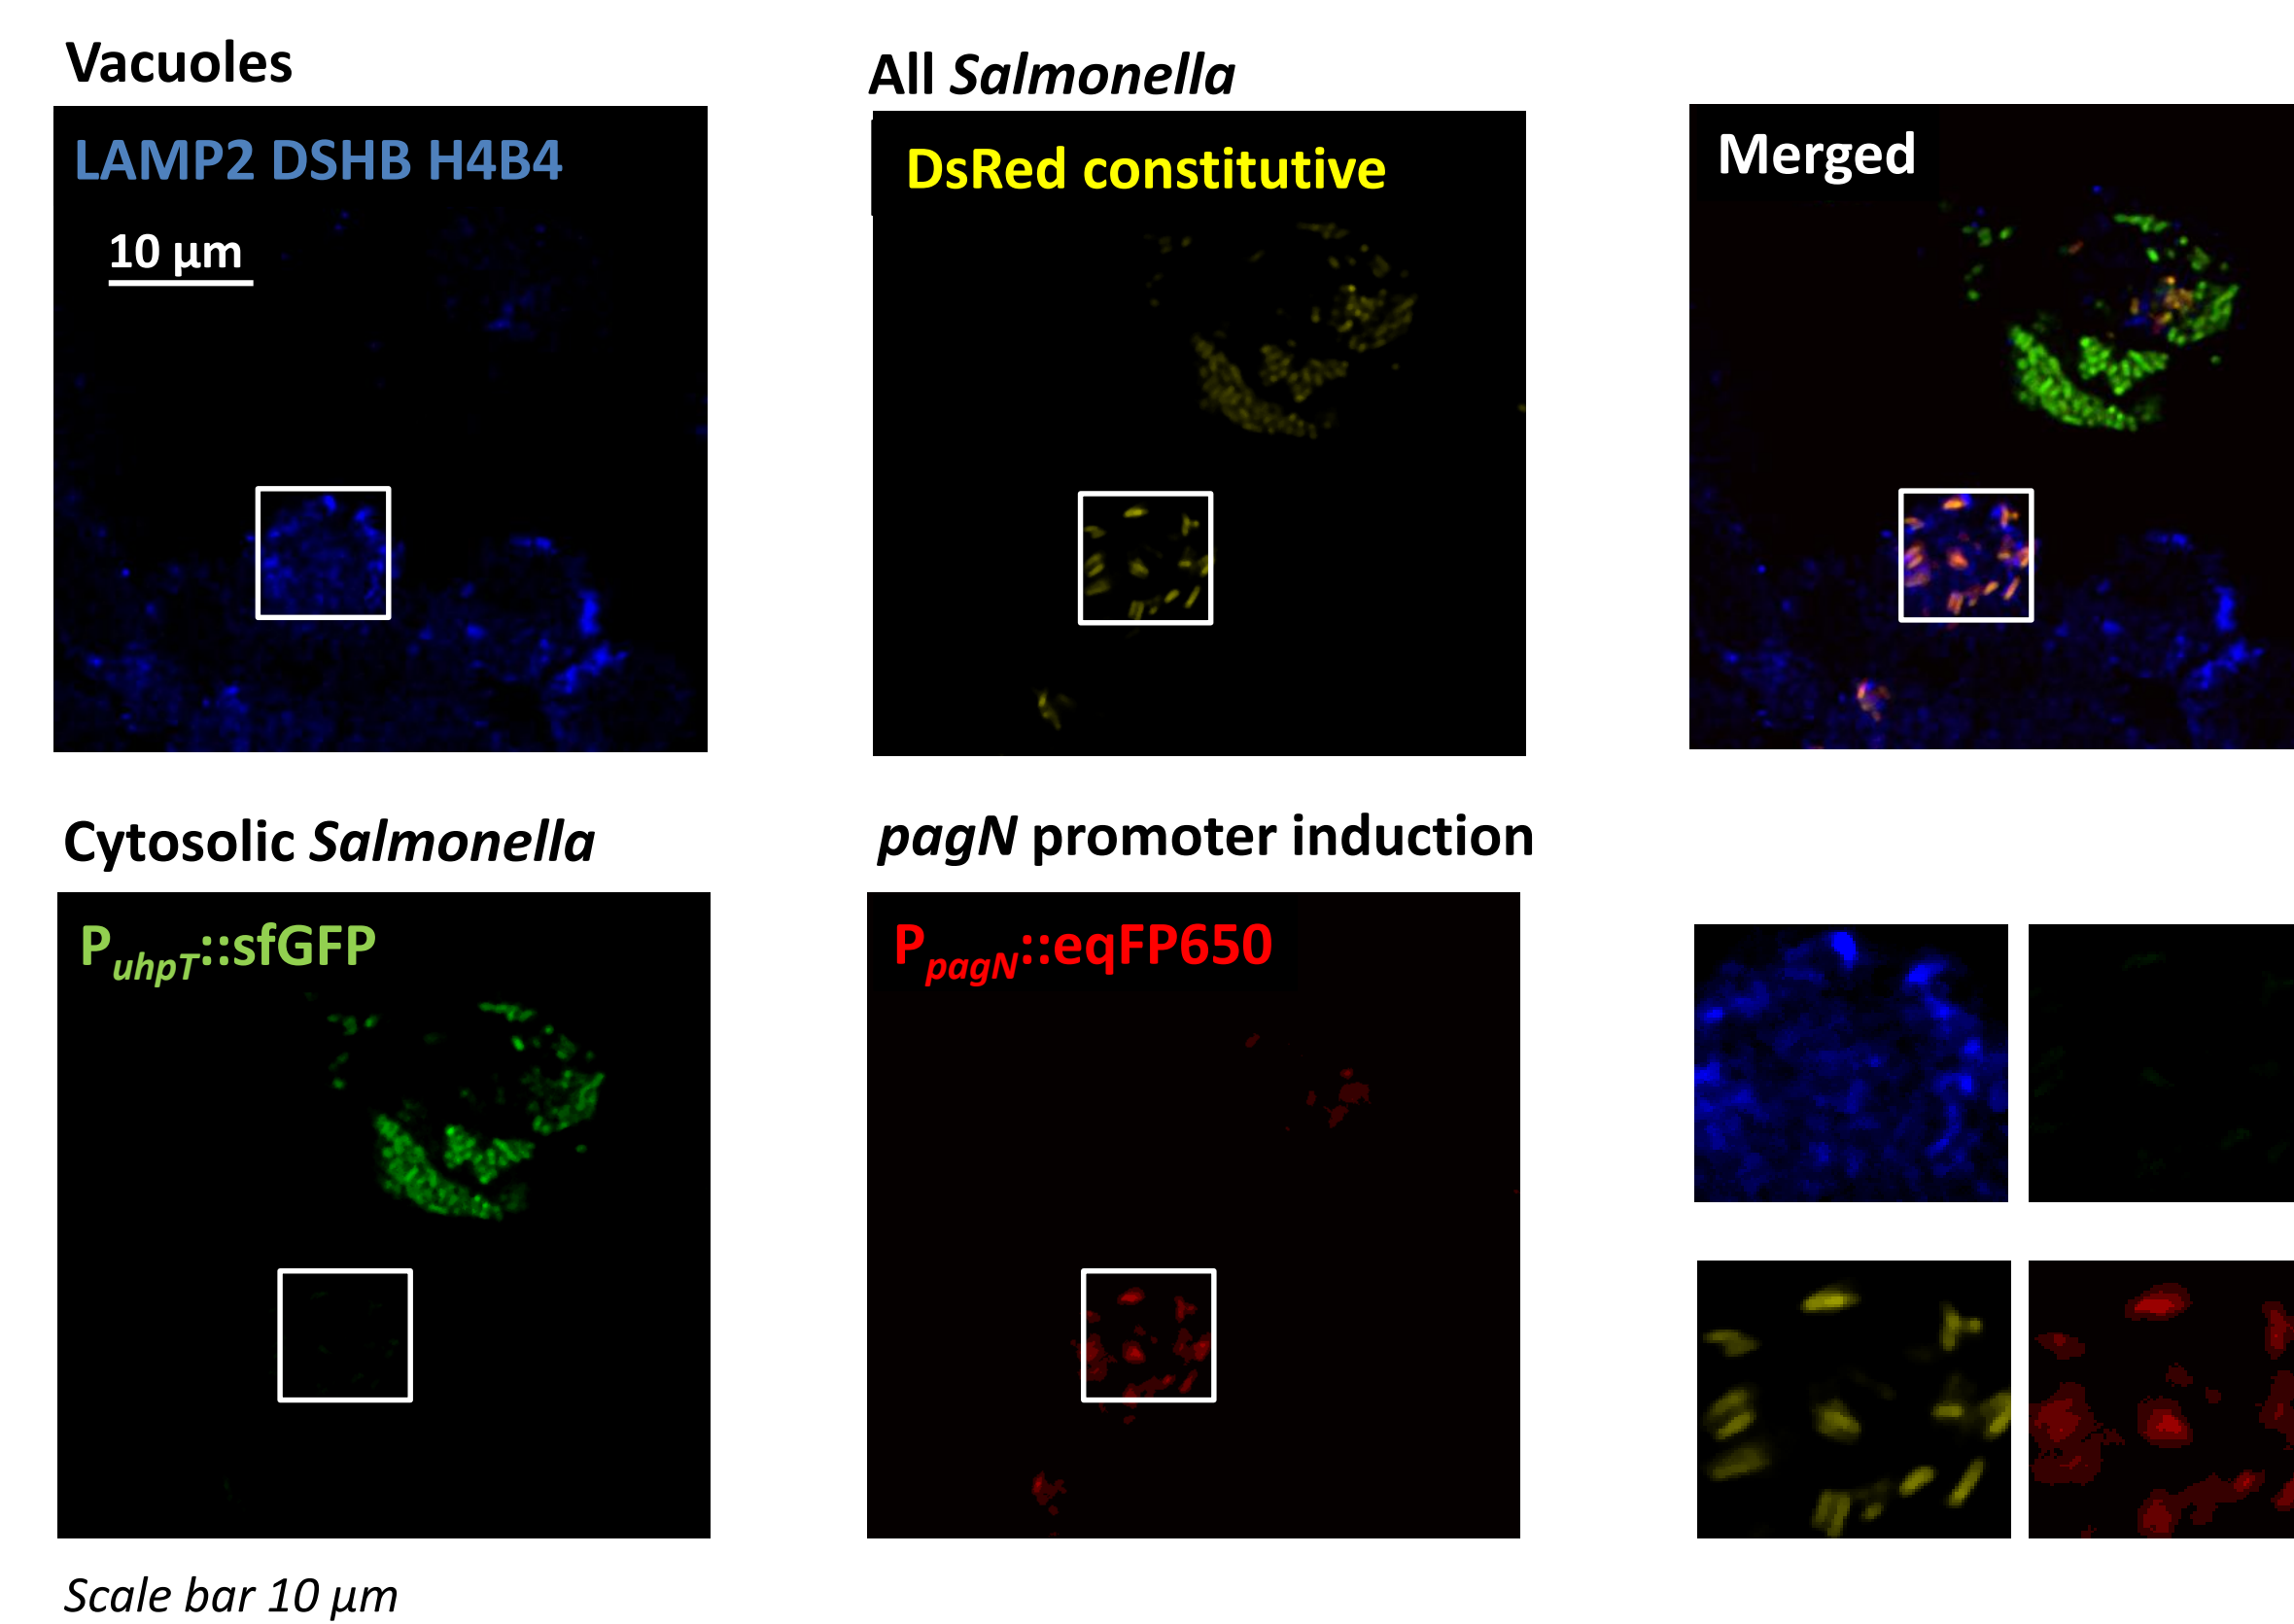 Vacuoles
LAMP2 DSHB H4B4
10 µm
All Salmonella
DsRed constitutive
Merged
Cytosolic Salmonella
PuhpT::sfGFP
pagN promoter induction
PpagN::eqFP650
Scale bar 10 µm